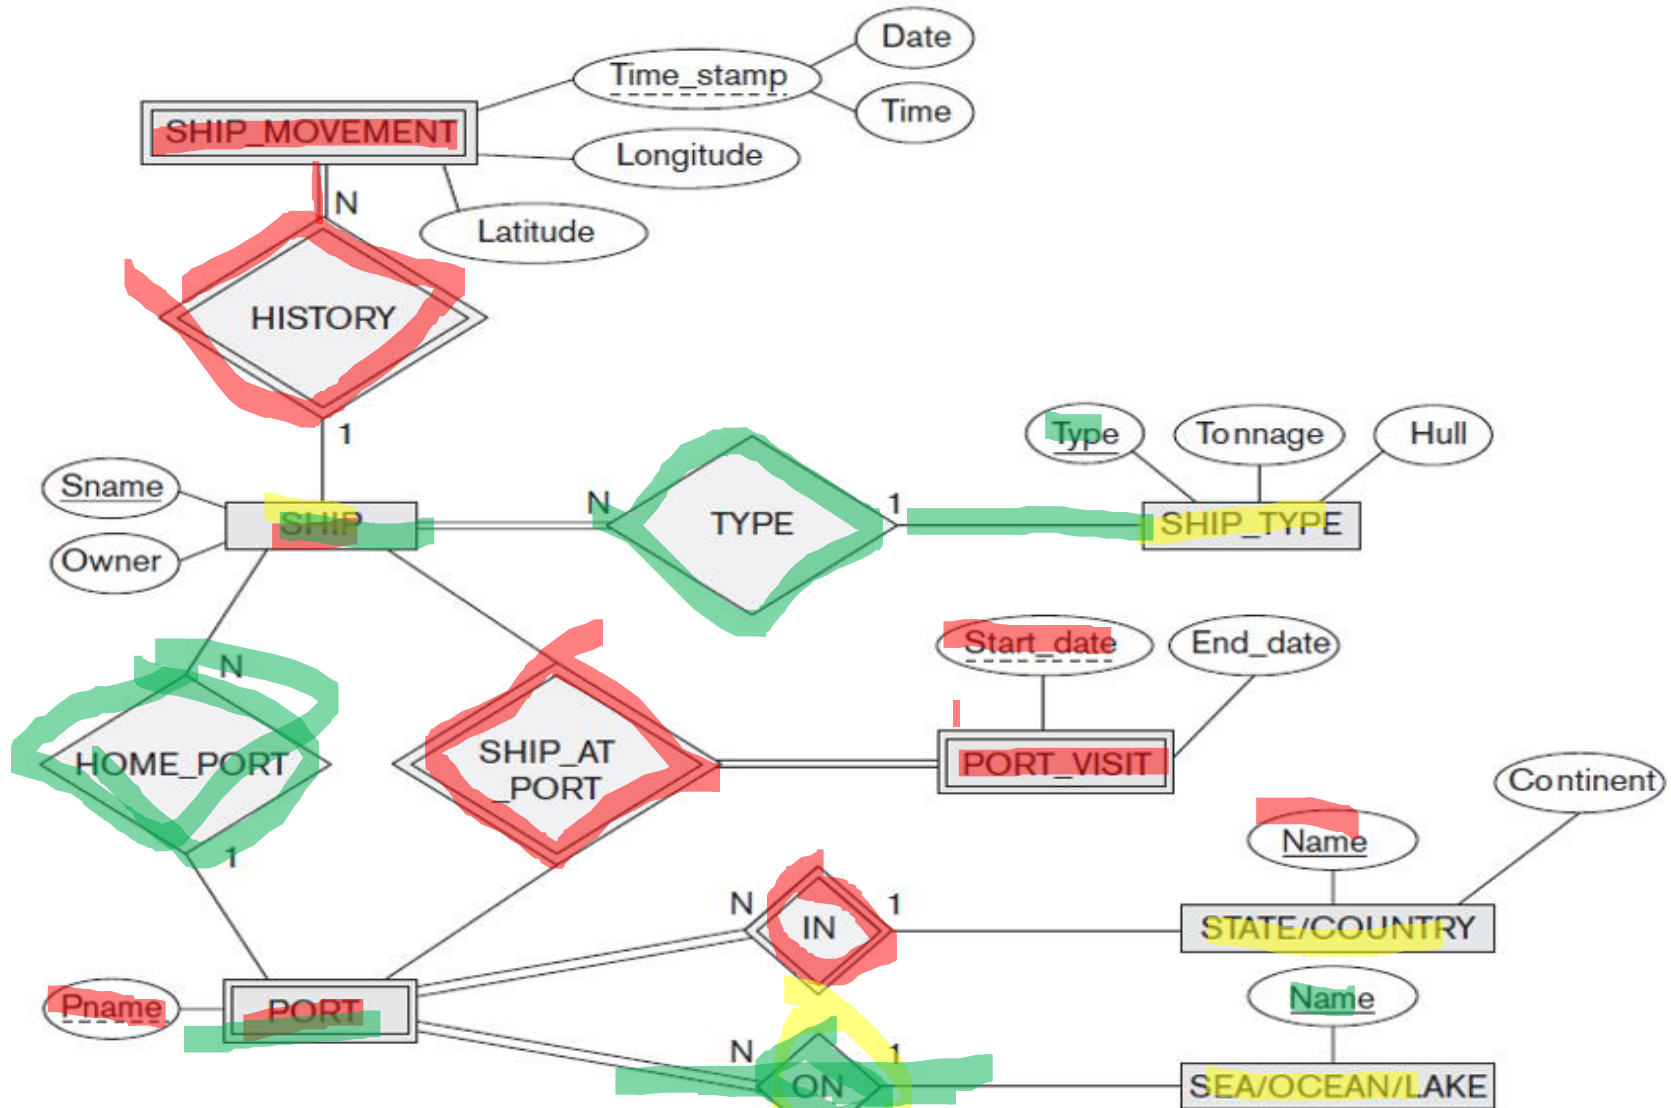 Date
Time_stamp
Time
SHIP_MOVEMENT
Longitude
N
Latitude
HISTORY
1
Type
Tonnage
Hull
Sname
SHIP
N
TYPE
1
SHIP_TYPE
Owner
Start_date
End_date
N
HOME_PORT
SHIP_AT
_PORT
PORT_VISIT
Continent
1
Name
N
IN
1
STATE/COUNTRY
Pname
PORT
Name
N
1
ON
SEA/OCEAN/LAKE